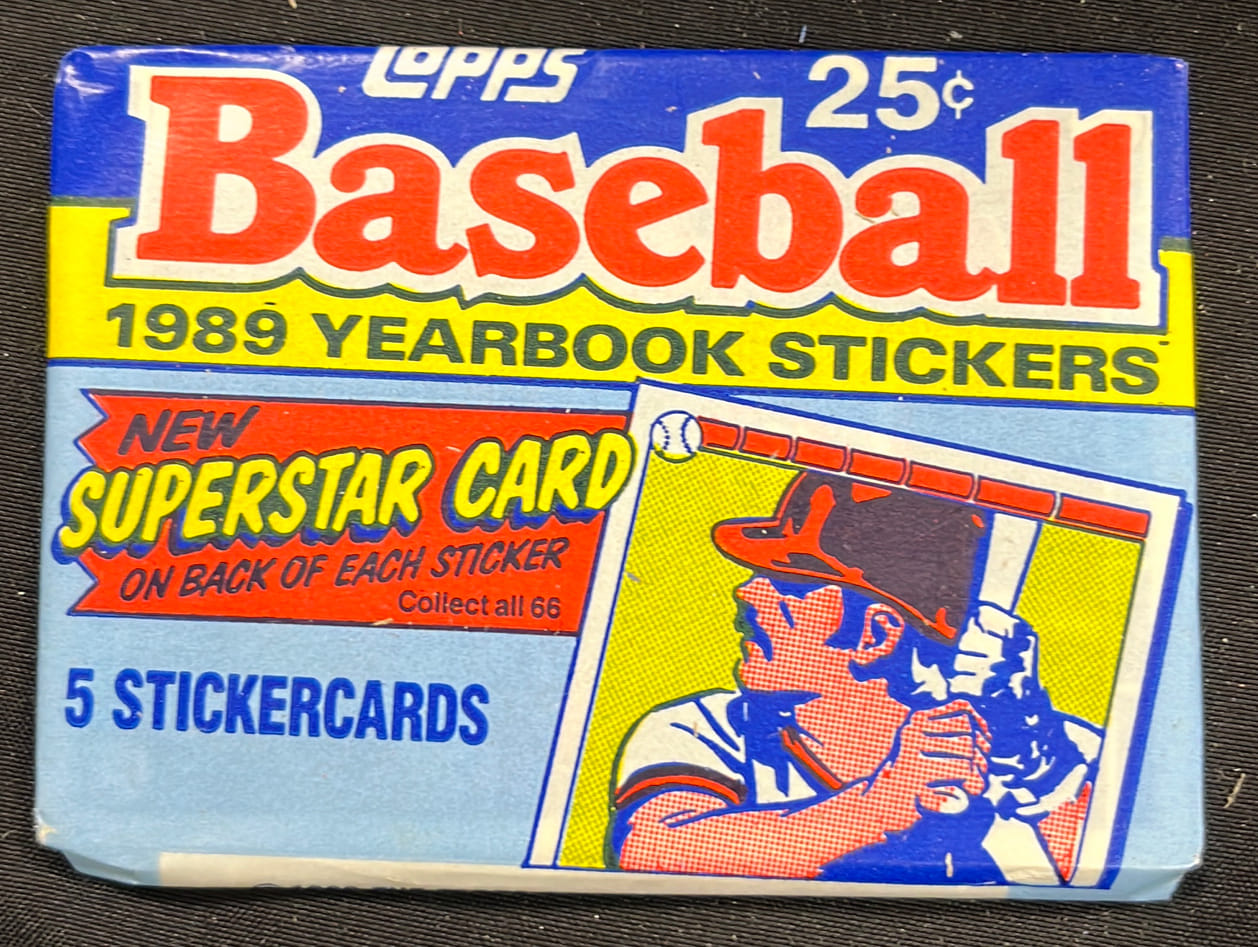 Topps
25¢
Baseball
1989 YEARBOOK STICKERS
NEW
SUPERSTAR CARD
ON BACK OF EACH STICKER
Collect all 66
5 STICKERCARDS